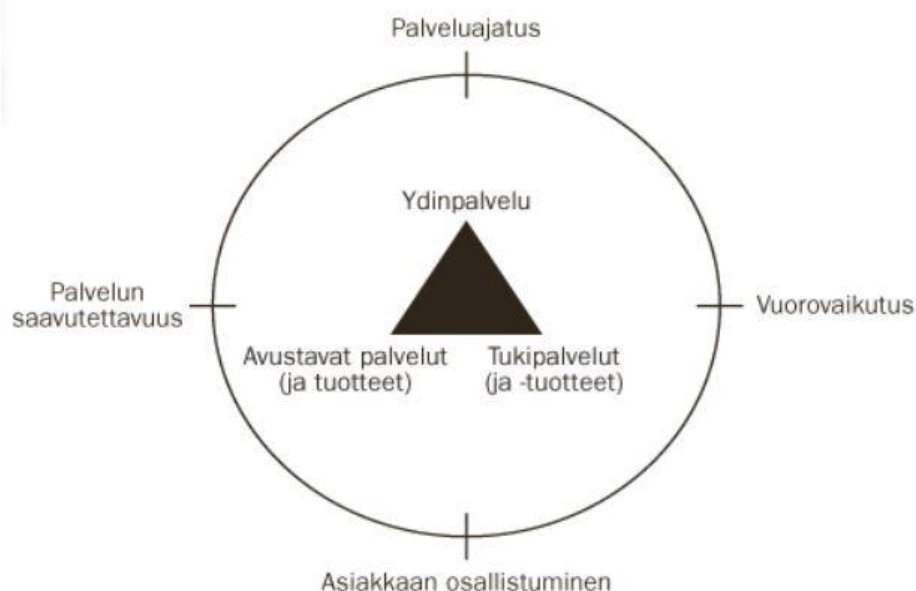 Palveluajatus
Ydinpalvelu
Palvelun
saavutettavuus
Vuorovaikutus
Avustavat palvelut
(ja tuotteet)
Tukipalvelut
(ja -tuotteet)
Asiakkaan osallistuminen